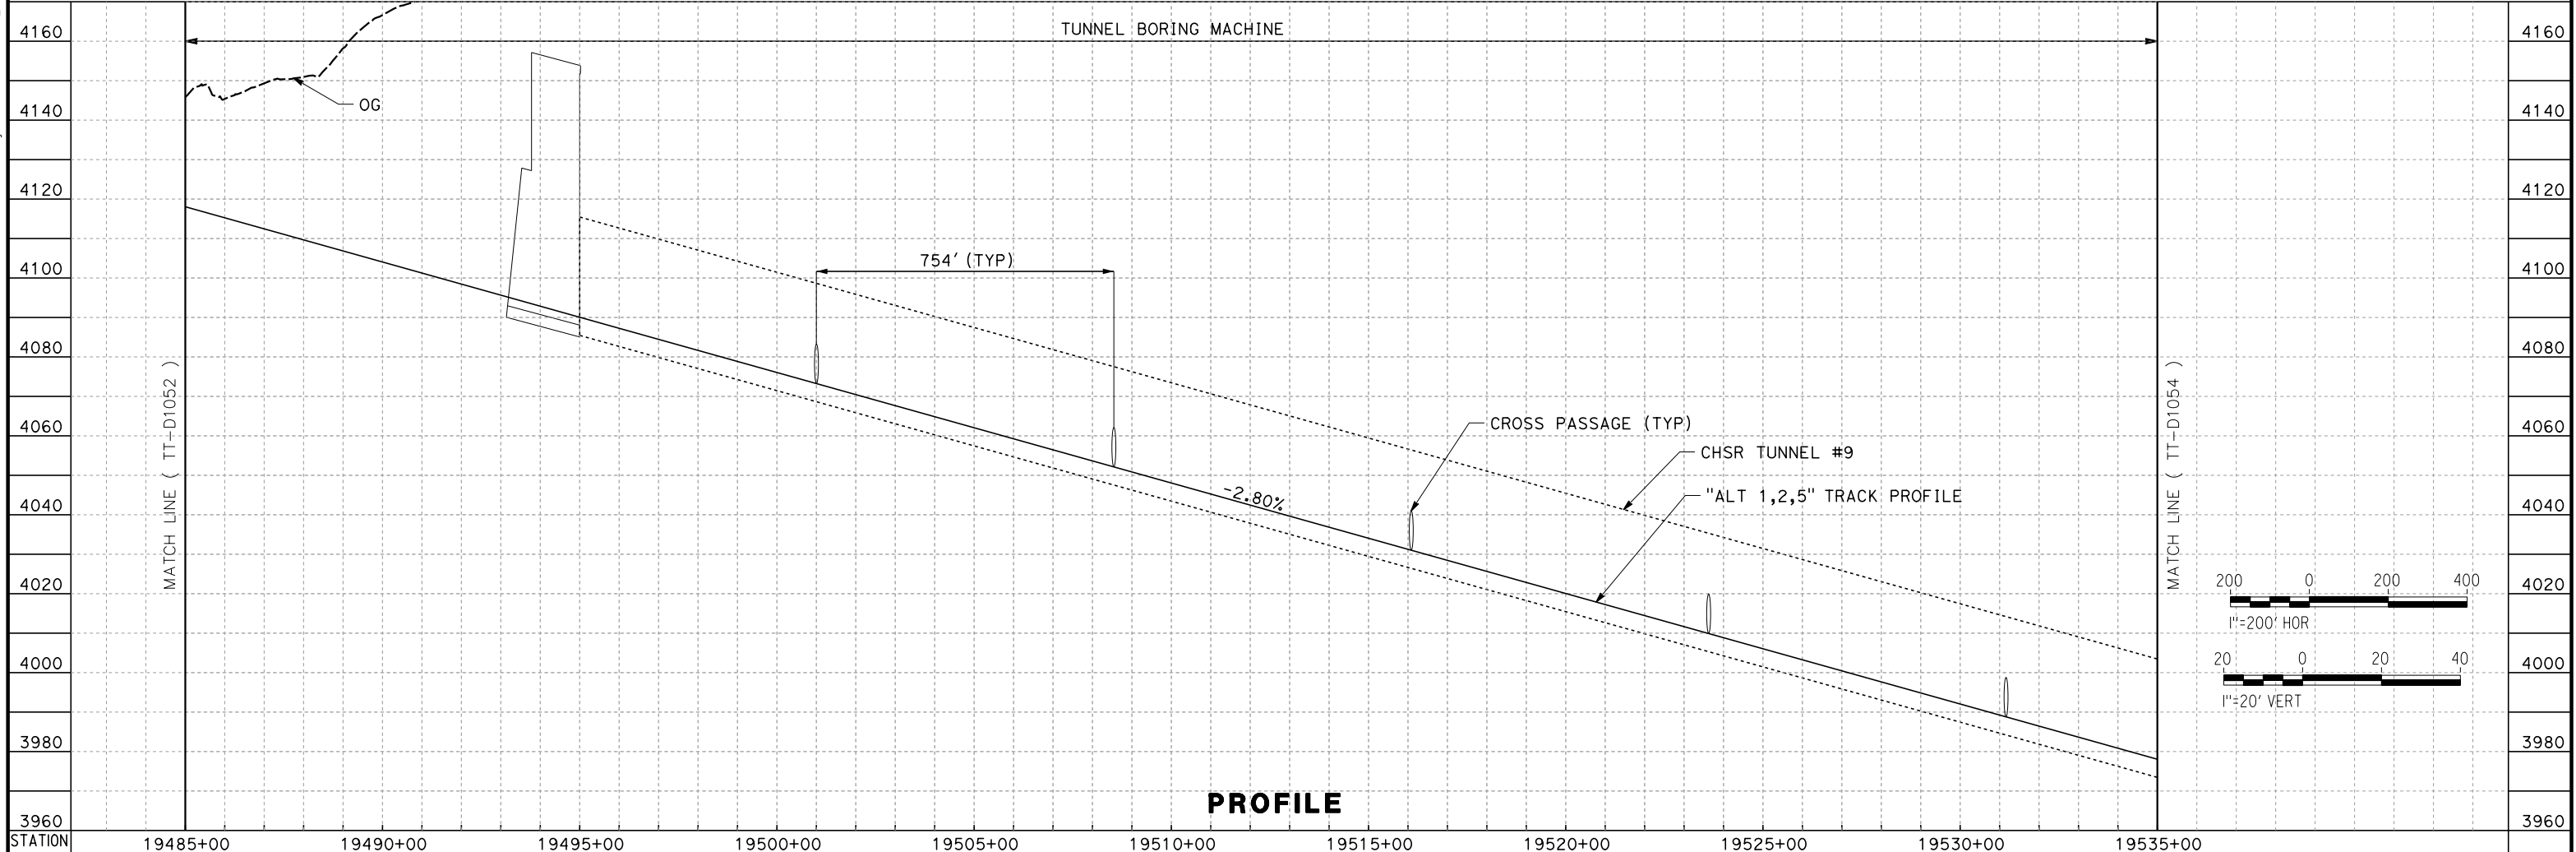 TUNNEL BORING MACHINE
4160
4160
OG
4140
4140
4120
4120
4100
4100
754' (TYP)
4080
4080
MATCH LINE ( TT-D1052 )
MATCH LINE ( TT-D1054 )
4060
4060
CROSS PASSAGE (TYP)
CHSR TUNNEL #9
-2.80%
"ALT 1,2,5" TRACK PROFILE
4040
4040
4020
4020
200 0 200 400
1"=200' HOR
4000
4000
20 0 20 40
1"=20' VERT
3980
3980
PROFILE
3960
3960
STATION 19485+00 19490+00 19495+00 19500+00 19505+00 19510+00 19515+00 19520+00 19525+00 19530+00 19535+00